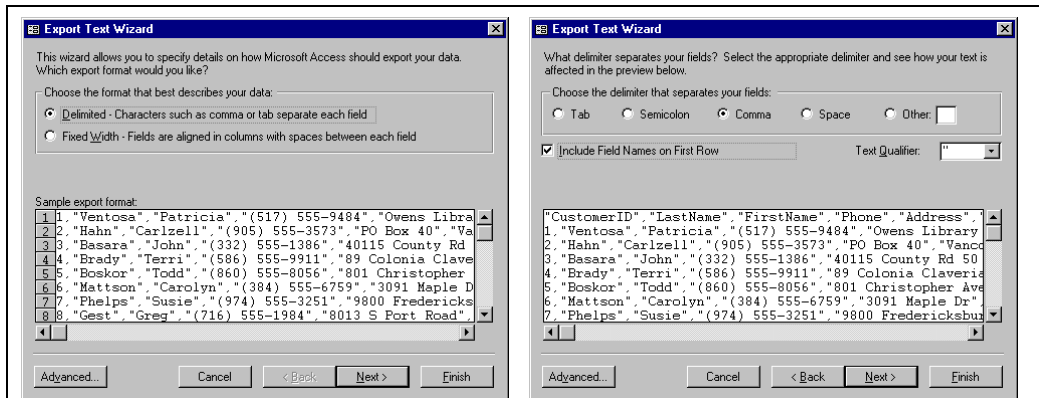 Export Text Wizard
This wizard allows you to specify details on how Microsoft Access should export your data.
Which export format would you like?
Choose the format that best describes your data:
Delimited - Characters such as comma or tab separate each field
Fixed Width - Fields are aligned in columns with spaces between each field
Sample export format:
1 1,"Ventosa","Patricia","(517) 555-9484","Owens Libra
2 2,"Hahn","Carlzell","(905) 555-3573","PO Box 40","Va
3 3,"Basara","John","(332) 555-1386","40115 County Rd
4 4,"Brady","Terri","(586) 555-9911","89 Colonia Clave
5 5,"Boskor","Todd","(860) 555-8056","801 Christopher
6 6,"Mattson","Carolyn","(384) 555-6759","3091 Maple D
7 7,"Phelps","Susie","(974) 555-3251","9800 Fredericks
8 8,"Gest","Greg","(716) 555-1984","8013 S Port Road",
Advanced... Cancel < Back Next > Finish
Export Text Wizard
What delimiter separates your fields? Select the appropriate delimiter and see how your text is
affected in the preview below.
Choose the delimiter that separates your fields:
Tab Semicolon Comma Space Other:
Include Field Names on First Row Text Qualifier: "
"CustomerID","LastName","FirstName","Phone","Address","
1,"Ventosa","Patricia","(517) 555-9484","Owens Library
2,"Hahn","Carlzell","(905) 555-3573","PO Box 40","Vanco
3,"Basara","John","(332) 555-1386","40115 County Rd 50
4,"Brady","Terri","(586) 555-9911","89 Colonia Claveria
5,"Boskor","Todd","(860) 555-8056","801 Christopher Ave
6,"Mattson","Carolyn","(384) 555-6759","3091 Maple Dr",
7,"Phelps","Susie","(974) 555-3251","9800 Fredericksbur
Advanced... Cancel < Back Next > Finish